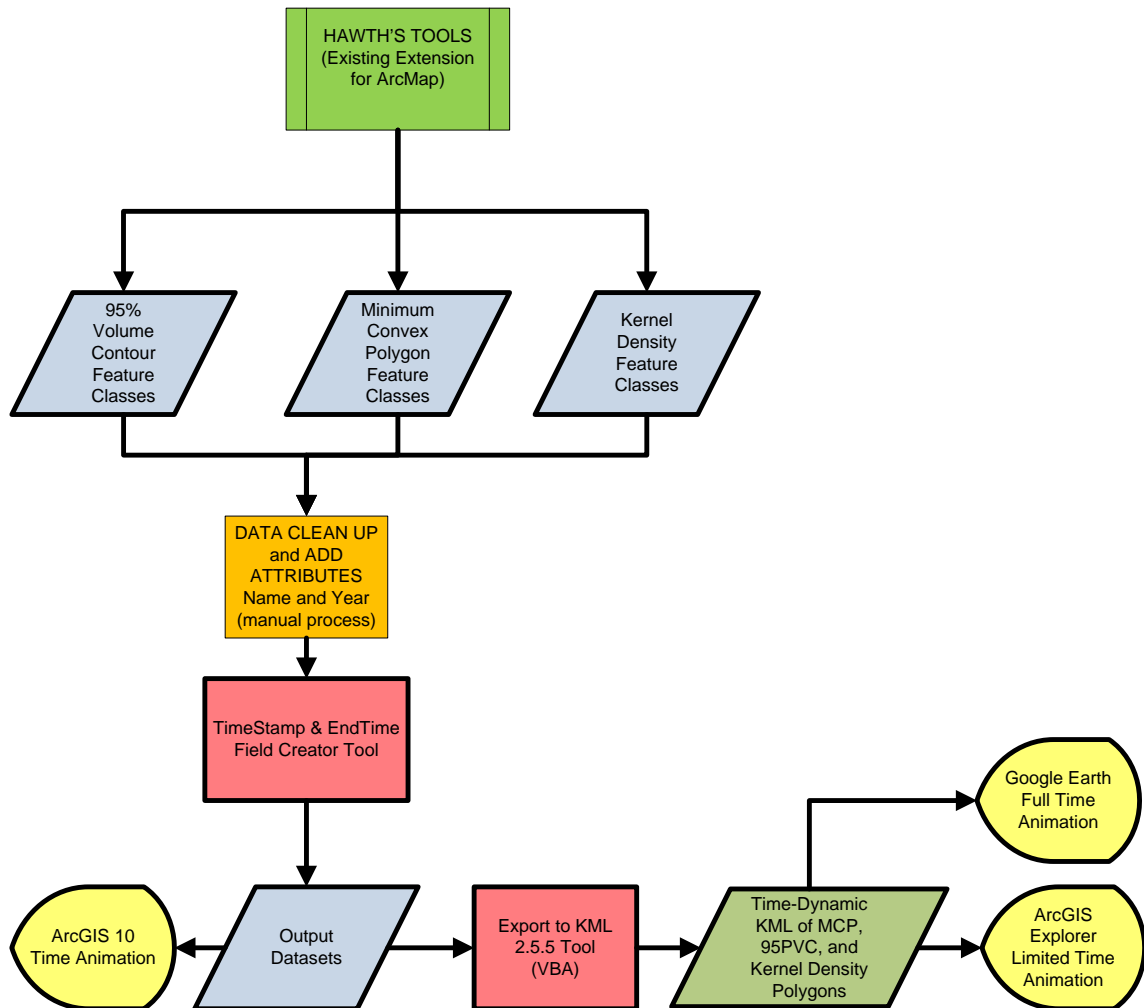 HAWTH'S TOOLS
(Existing Extension
for ArcMap)
95%
Volume
Contour
Feature
Classes
Minimum
Convex
Polygon
Feature
Classes
Kernel
Density
Feature
Classes
DATA CLEAN UP
and ADD
ATTRIBUTES
Name and Year
(manual process)
TimeStamp & EndTime
Field Creator Tool
Google Earth
Full Time
Animation
ArcGIS 10
Time Animation
Output
Datasets
Export to KML
2.5.5 Tool
(VBA)
Time-Dynamic
KML of MCP,
95PVC, and
Kernel Density
Polygons
ArcGIS
Explorer
Limited Time
Animation